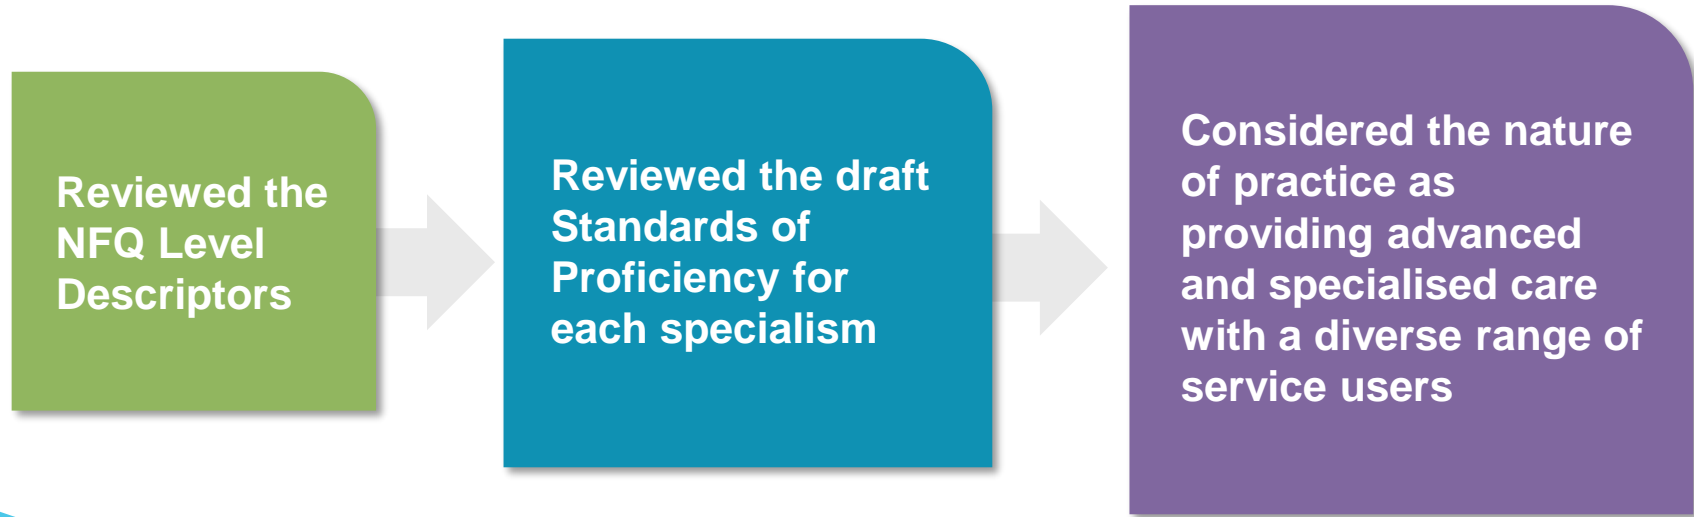 Reviewed the
NFQ Level
Descriptors
Reviewed the draft
Standards of
Proficiency for
each specialism
Considered the nature
of practice as
providing advanced
and specialised care
with a diverse range of
service users